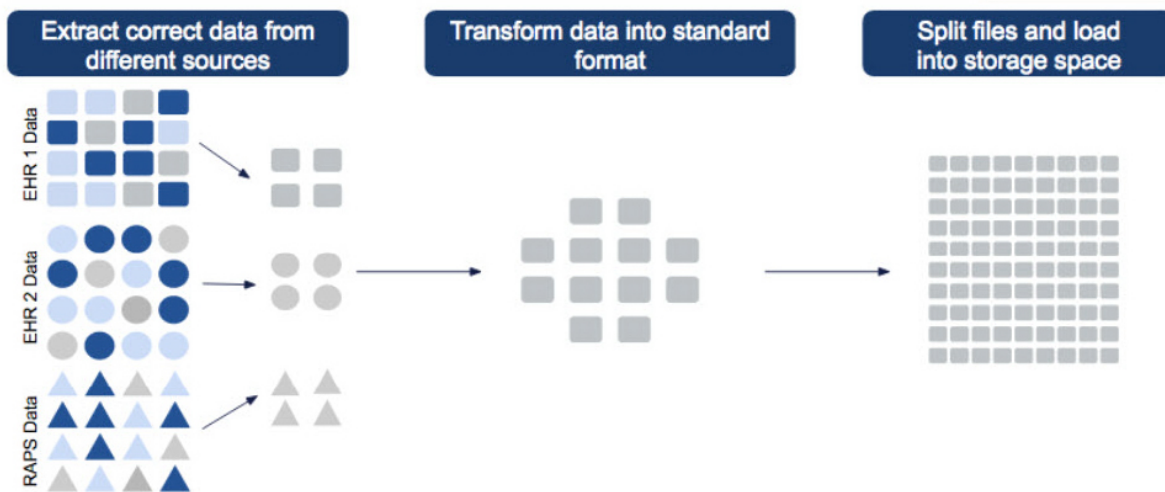 Extract correct data from
different sources
Transform data into standard
format
Split files and load
into storage space
EHR 1 Data
EHR 2 Data
RAPS Data